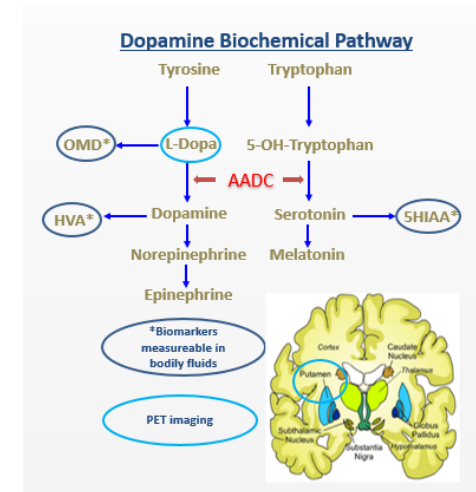 Dopamine Biochemical Pathway
Tyrosine
Tryptophan
OMD*
L-Dopa
5-OH-Tryptophan
AADC
HVA*
Dopamine
Serotonin
5HIAA*
Norepinephrine
Melatonin
Epinephrine
*Biomarkers
measureable in
bodily fluids
PET imaging
Cortex
Caudate
Nucleus
Thalamus
Putamen
Subthalamic
Nucleus
Substantia
Nigra
Globus
Pallidus
Hypothalamus